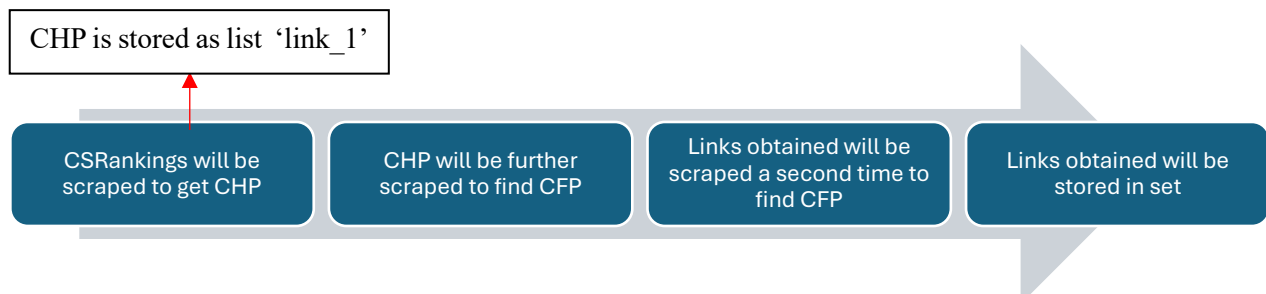 CHP is stored as list ‘link_1’
CSRankings will be
scraped to get CHP
CHP will be further
scraped to find CFP
Links obtained will be
scraped a second time to
find CFP
Links obtained will be
stored in set